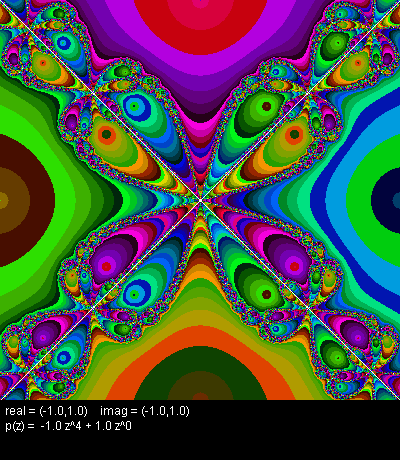 real = (-1.0,1.0)    imag = (-1.0,1.0)
p(z) =  -1.0 z^4 + 1.0 z^0